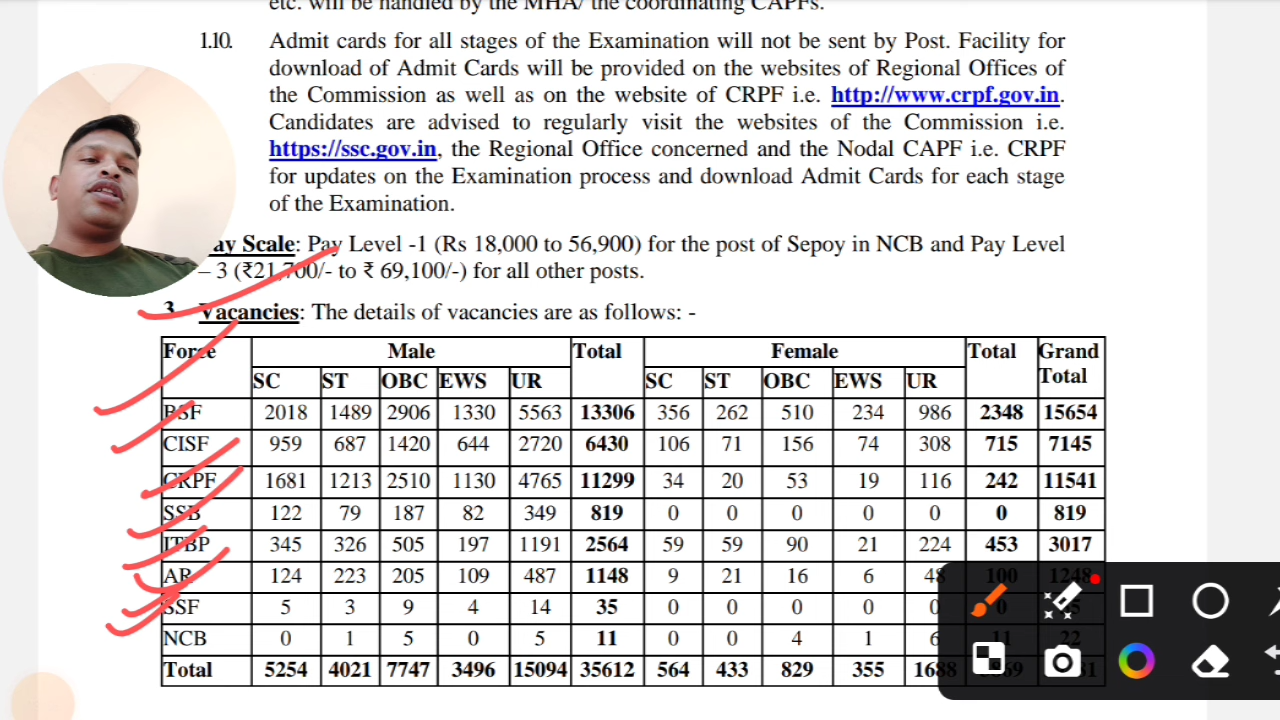 etc. will be handled by the MHA/ the coordinating CAPFs.
1.10. Admit cards for all stages of the Examination will not be sent by Post. Facility for
download of Admit Cards will be provided on the websites of Regional Offices of
the Commission as well as on the website of CRPF i.e. http://www.crpf.gov.in.
Candidates are advised to regularly visit the websites of the Commission i.e.
https://ssc.gov.in, the Regional Office concerned and the Nodal CAPF i.e. CRPF
for updates on the Examination process and download Admit Cards for each stage
of the Examination.
ay Scale: Pay Level -1 (Rs 18,000 to 56,900) for the post of Sepoy in NCB and Pay Level
– 3 (₹21,700/- to ₹ 69,100/-) for all other posts.
3. Vacancies: The details of vacancies are as follows: -
Force Male Total Female Total Grand Total
SC ST OBC EWS UR SC ST OBC EWS UR
BSF 2018 1489 2906 1330 5563 13306 356 262 510 234 986 2348 15654
CISF 959 687 1420 644 2720 6430 106 71 156 74 308 715 7145
CRPF 1681 1213 2510 1130 4765 11299 34 20 53 19 116 242 11541
SSB 122 79 187 82 349 819 0 0 0 0 0 0 819
ITBP 345 326 505 197 1191 2564 59 59 90 21 224 453 3017
AR 124 223 205 109 487 1148 9 21 16 6 48 100 1248
SSF 5 3 9 4 14 35 0 0 0 0 0 0
NCB 0 1 5 0 5 11 0 0 4 1 6 11 22
Total 5254 4021 7747 3496 15094 35612 564 433 829 355 1688